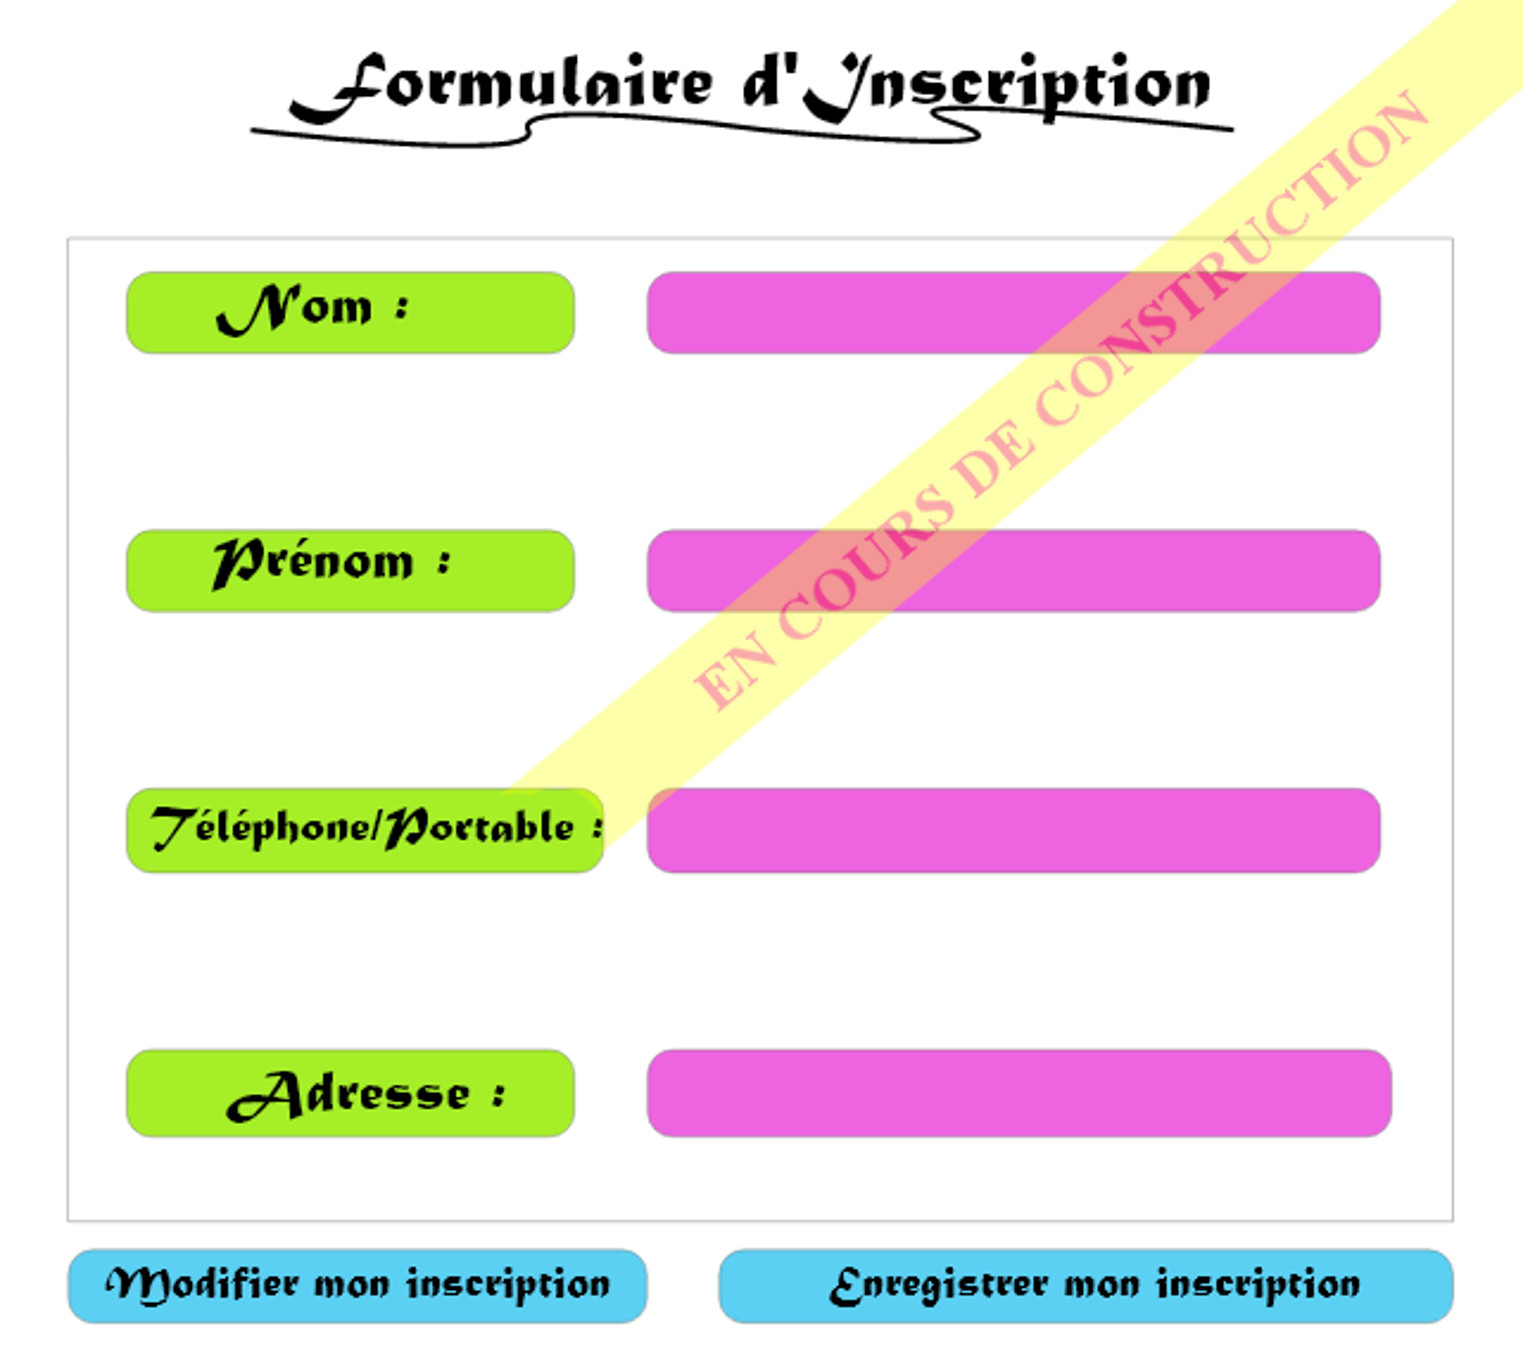 Formulaire d'Inscription
EN COURS DE CONSTRUCTION
Nom :
Prénom :
Téléphone/Portable :
Adresse :
Modifier mon inscription
Enregistrer mon inscription